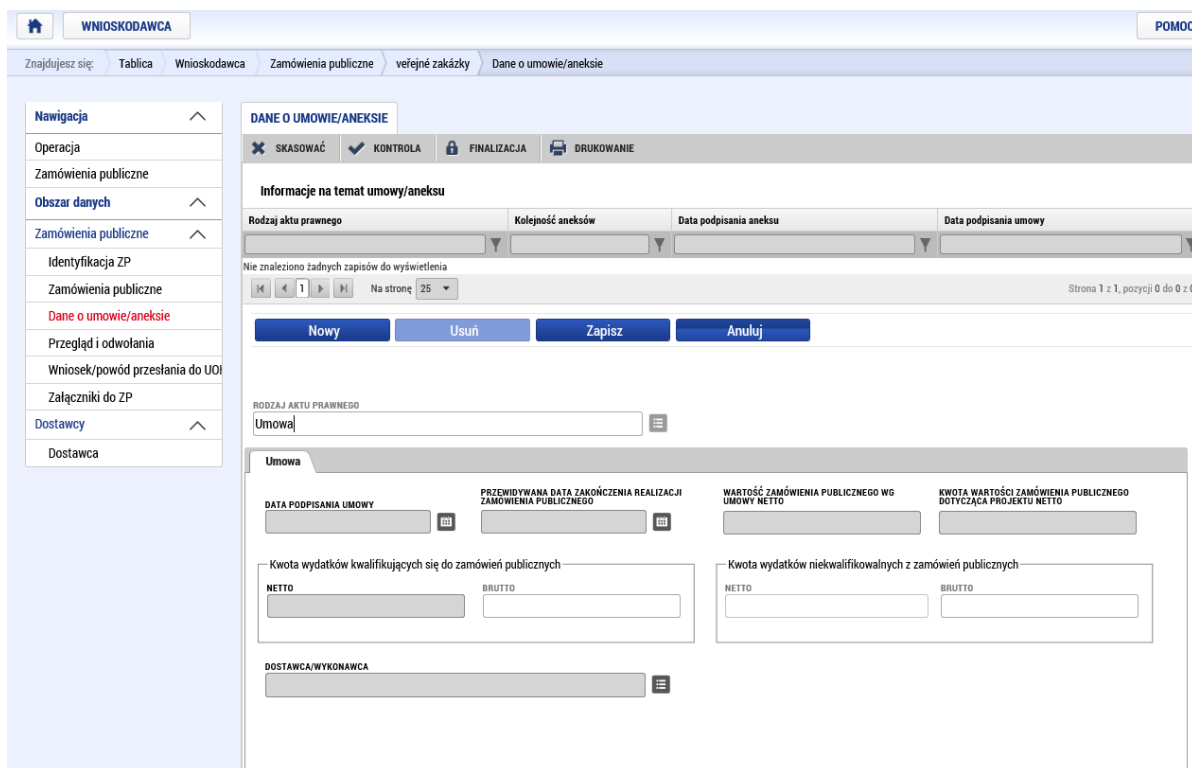 WNIOSKODAWCA
POMOC
Znajdujesz się: Tablica Wnioskodawca Zamówienia publiczne veřejné zakázky Dane o umowie/aneksie
Nawigacja
Operacja
Zamówienia publiczne
Obszar danych
Zamówienia publiczne
Identyfikacja ZP
Zamówienia publiczne
Dane o umowie/aneksie
Przegląd i odwołania
Wniosek/powód przesłania do UOH
Załączniki do ZP
Dostawcy
Dostawca
DANE O UMOWIE/ANEKSIE
SKASOWAĆ KONTROLA FINALIZACJA DRUKOWANIE
Informacje na temat umowy/aneksu
Rodzaj aktu prawnego Kolejność aneksów Data podpisania aneksu Data podpisania umowy
Nie znaleziono żadnych zapisów do wyświetlenia
1 Na stronę 25 Strona 1 z 1, pozycji 0 do 0 z 0
Nowy Usuń Zapisz Anuluj
RODZAJ AKTU PRAWNEGO
Umowa
Umowa
DATA PODPISANIA UMOWY
PRZEWIDYWANA DATA ZAKOŃCZENIA REALIZACJI
ZAMÓWIENIA PUBLICZNEGO
WARTOŚĆ ZAMÓWIENIA PUBLICZNEGO WG
UMOWY NETTO
KWOTA WARTOŚCI ZAMÓWIENIA PUBLICZNEGO
DOTYCZĄCA PROJEKTU NETTO
Kwota wydatków kwalifikujących się do zamówień publicznych
NETTO BRUTTO
Kwota wydatków niekwalifikowalnych z zamówień publicznych
NETTO BRUTTO
DOSTAWCA/WYKONAWCA